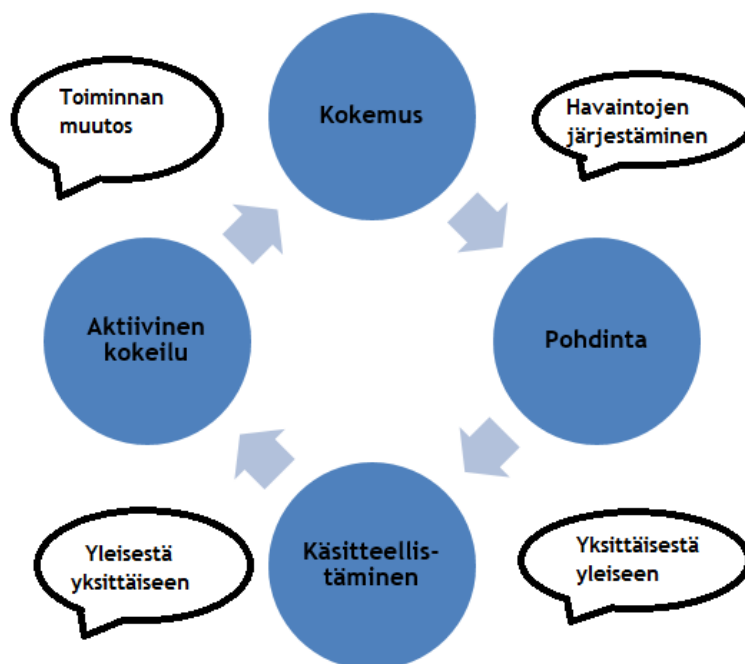 Toiminnan
muutos
Kokemus
Havaintojen
järjestäminen
Aktiivinen
kokeilu
Pohdinta
Yleisestä
yksittäiseen
Käsitteellis-
täminen
Yksittäisestä
yleiseen